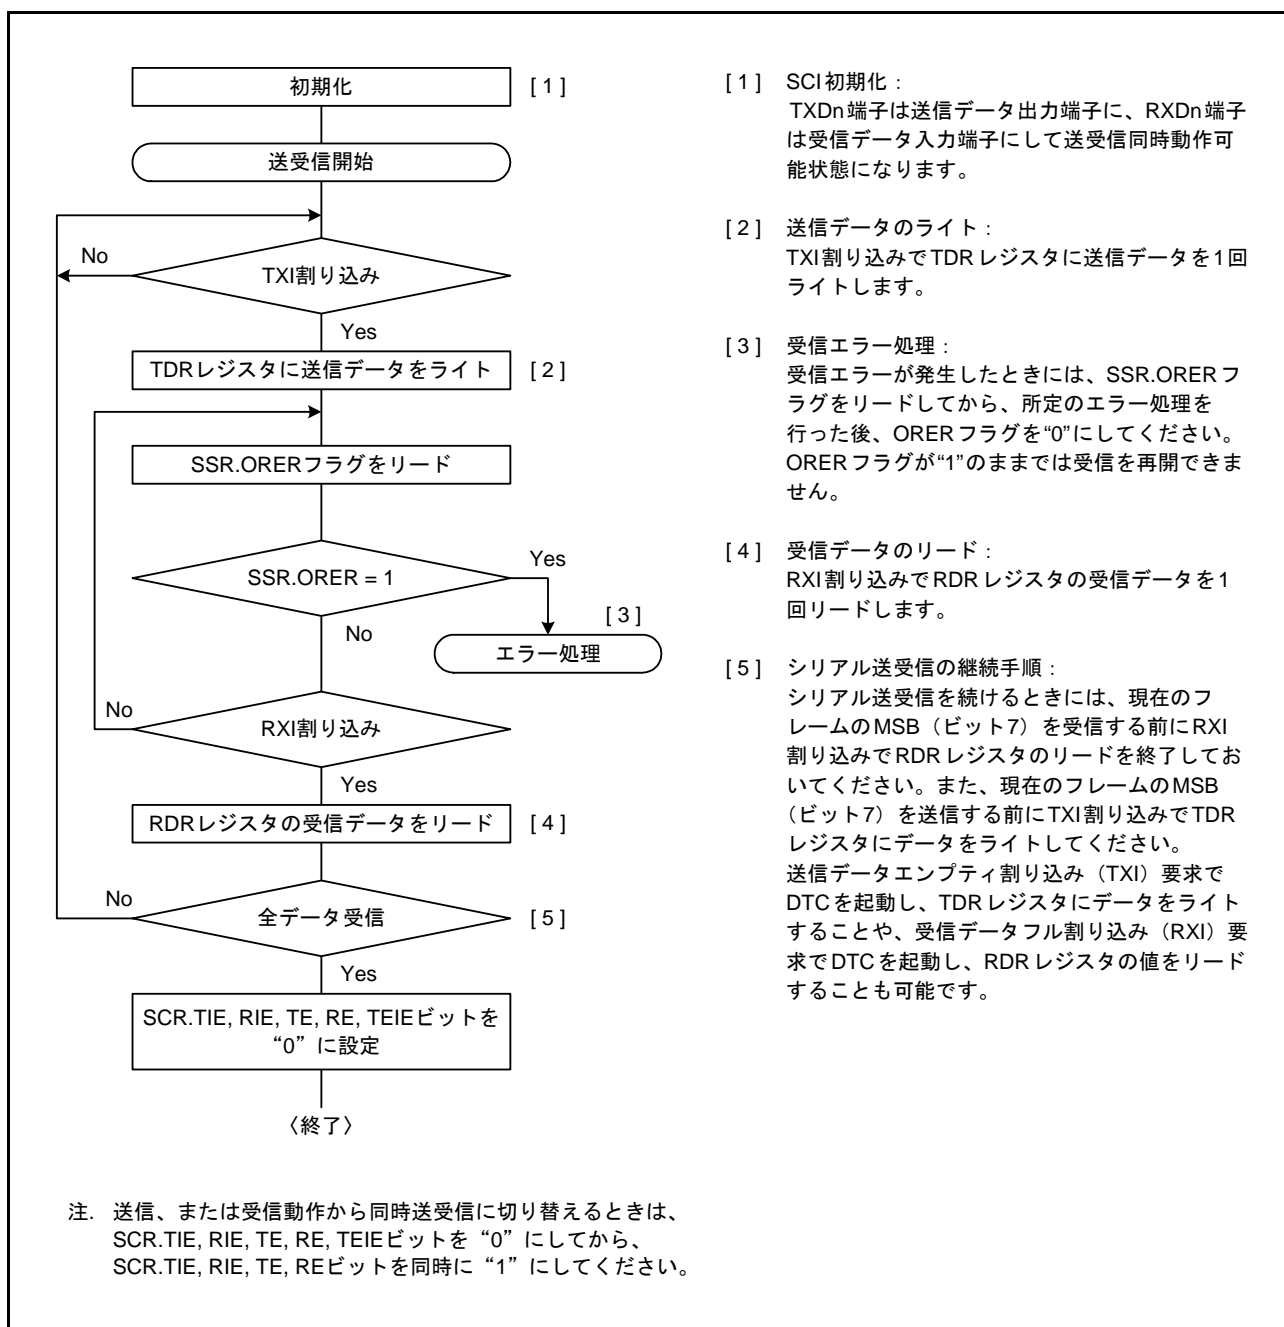 初期化
[ 1 ]
送受信開始
No
TXI割り込み
Yes
TDRレジスタに送信データをライト
[ 2 ]
SSR.ORERフラグをリード
SSR.ORER = 1
Yes
No
[ 3 ]
エラー処理
No
RXI割り込み
Yes
RDRレジスタの受信データをリード
[ 4 ]
No
全データ受信
[ 5 ]
Yes
SCR.TIE, RIE, TE, RE, TEIEビットを
“0”に設定
〈終了〉
[ 1 ] SCI初期化：
TXDn端子は送信データ出力端子に、RXDn端子
は受信データ入力端子にして送受信同時動作可
能状態になります。
[ 2 ] 送信データのライト：
TXI割り込みでTDRレジスタに送信データを1回
ライトします。
[ 3 ] 受信エラー処理：
受信エラーが発生したときには、SSR.ORERフ
ラグをリードしてから、所定のエラー処理を
行った後、ORERフラグを“0”にしてください。
ORERフラグが“1”のままでは受信を再開できま
せん。
[ 4 ] 受信データのリード：
RXI割り込みでRDRレジスタの受信データを1
回リードします。
[ 5 ] シリアル送受信の継続手順：
シリアル送受信を続けるときには、現在のフ
レームのMSB（ビット7）を受信する前にRXI
割り込みでRDRレジスタのリードを終了してお
いてください。また、現在のフレームのMSB
（ビット7）を送信する前にTXI割り込みでTDR
レジスタにデータをライトしてください。
送信データエンプティ割り込み（TXI）要求で
DTCを起動し、TDRレジスタにデータをライト
することや、受信データフル割り込み（RXI）要
求でDTCを起動し、RDRレジスタの値をリード
することも可能です。
注. 送信、または受信動作から同時送受信に切り替えるときは、
SCR.TIE, RIE, TE, RE, TEIEビットを“0”にしてから、
SCR.TIE, RIE, TE, REビットを同時に“1”にしてください。